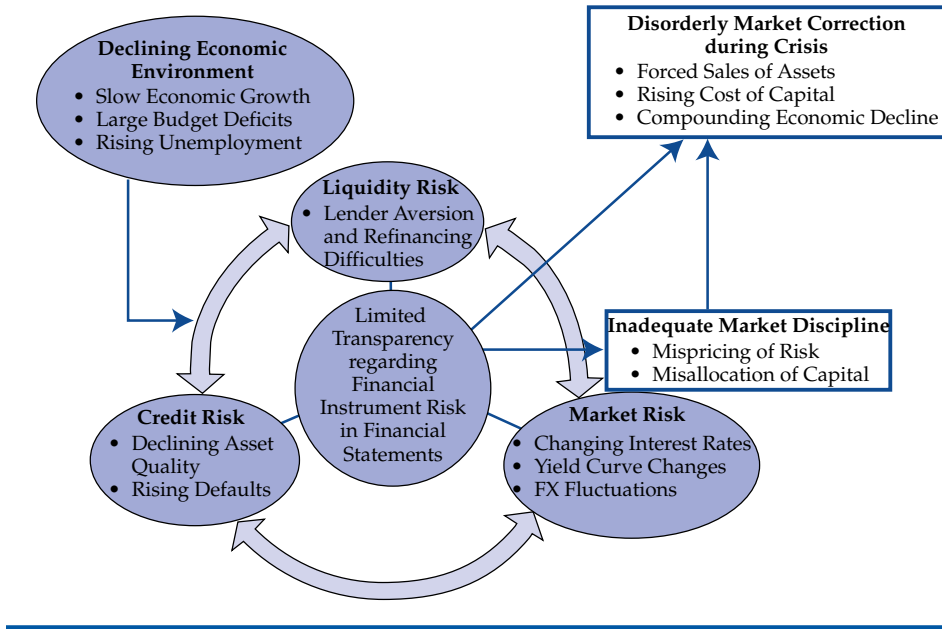 Declining Economic
Environment
• Slow Economic Growth
• Large Budget Deficits
• Rising Unemployment
Disorderly Market Correction
during Crisis
• Forced Sales of Assets
• Rising Cost of Capital
• Compounding Economic Decline
Liquidity Risk
• Lender Aversion
and Refinancing
Difficulties
Limited
Transparency
regarding
Financial
Instrument Risk
in Financial
Statements
Inadequate Market Discipline
• Mispricing of Risk
• Misallocation of Capital
Credit Risk
• Declining Asset
Quality
• Rising Defaults
Market Risk
• Changing Interest Rates
• Yield Curve Changes
• FX Fluctuations